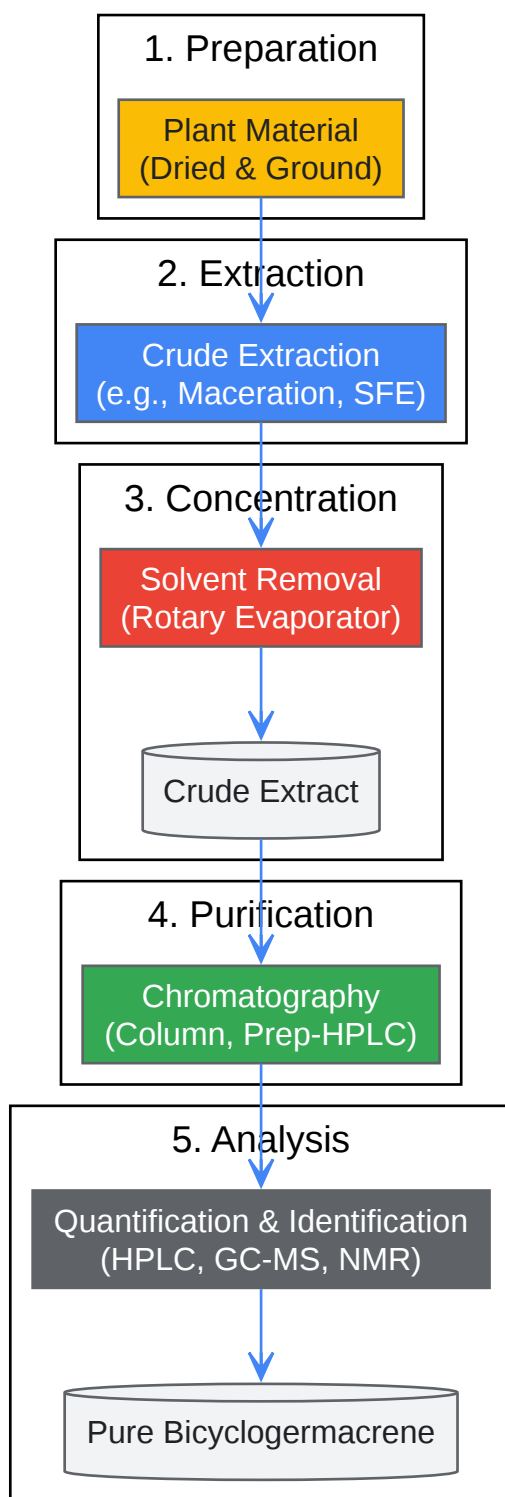 1. Preparation
Plant Material
(Dried & Ground)
2. Extraction
Crude Extraction
(e.g., Maceration, SFE)
3. Concentration
Solvent Removal
(Rotary Evaporator)
Crude Extract
4. Purification
Chromatography
(Column, Prep-HPLC)
5. Analysis
Quantification & Identification
(HPLC, GC-MS, NMR)
Pure Bicyclogermacrene